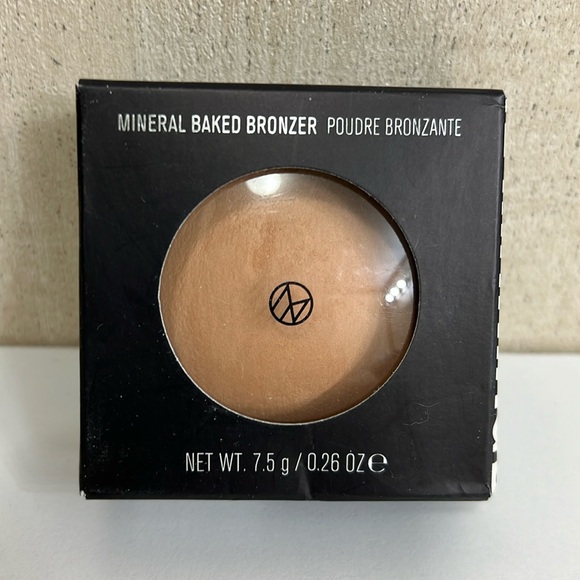 MINERAL BAKED BRONZER POUDRE BRONZANTE
NET WT. 7.5 g / 0.26 OZ ℮